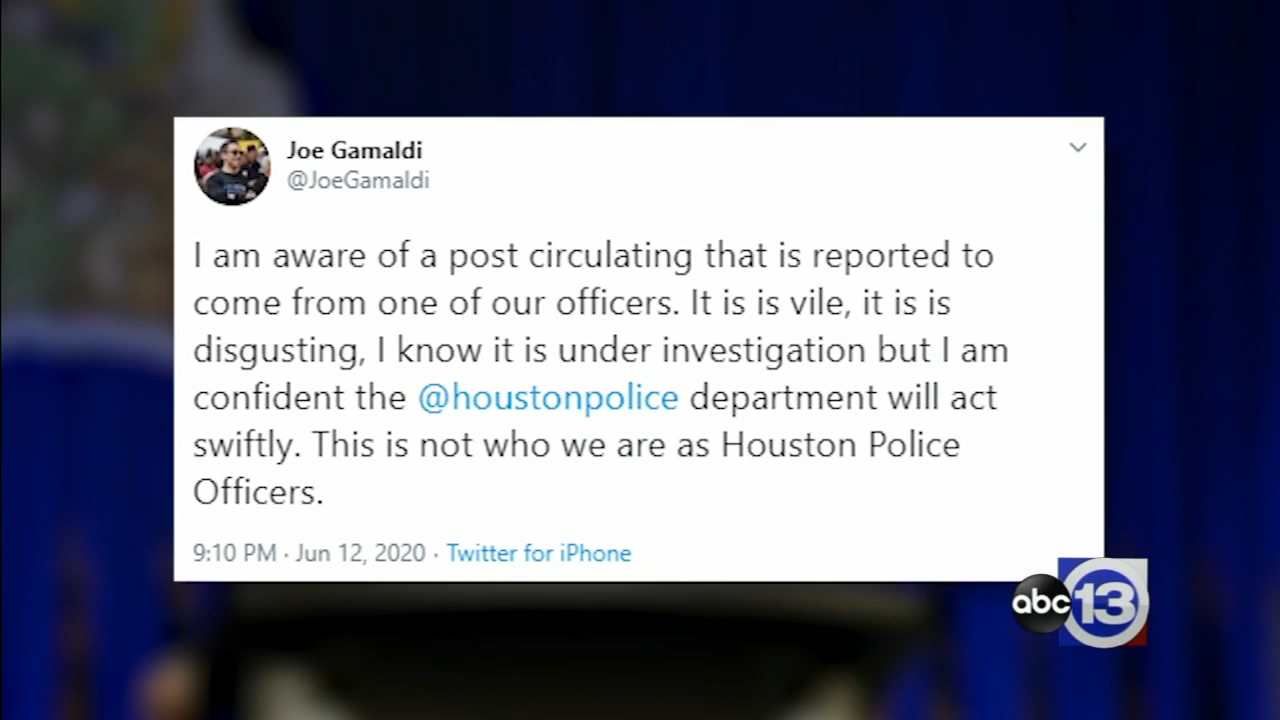 Joe Gamaldi
@JoeGamaldi
I am aware of a post circulating that is reported to
come from one of our officers. It is is vile, it is is
disgusting, I know it is under investigation but I am
confident the @houstonpolice department will act
swiftly. This is not who we are as Houston Police
Officers.
9:10 PM · Jun 12, 2020 · Twitter for iPhone
abc 13